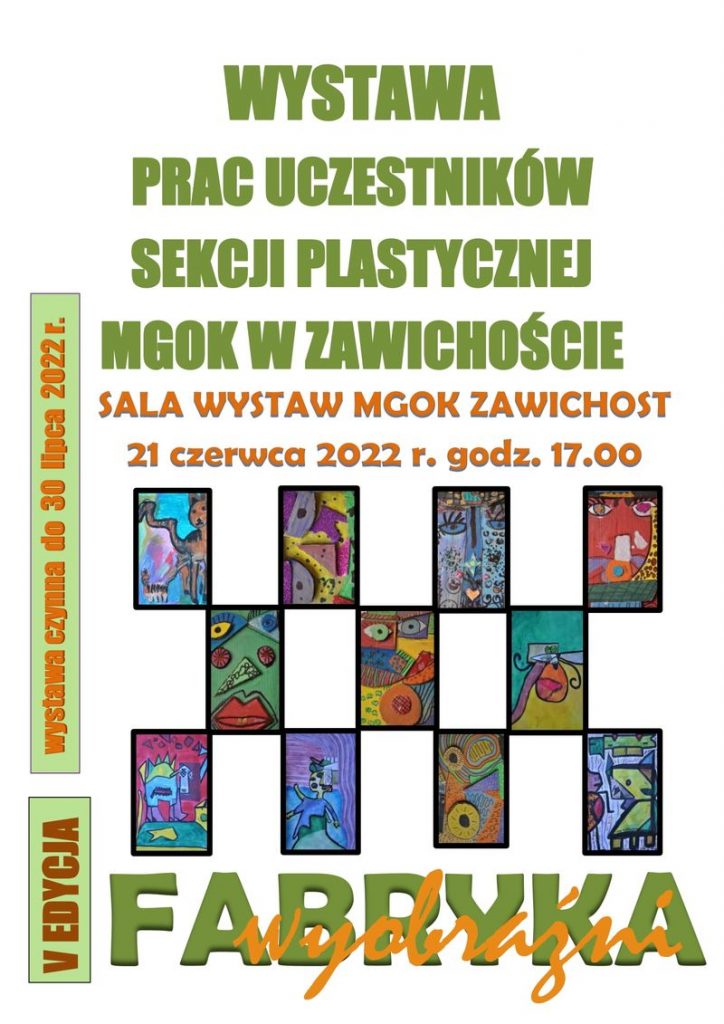 WYSTAWA
PRAC UCZESTNIKÓW
SEKCJI PLASTYCZNEJ
MGOK W ZAWICHOŚCIE
SALA WYSTAW MGOK ZAWICHOST
21 czerwca 2022 r. godz. 17.00
wystawa czynna do 30 lipca 2022 r.
V EDYCJA
FABRYKA
wyobraźni